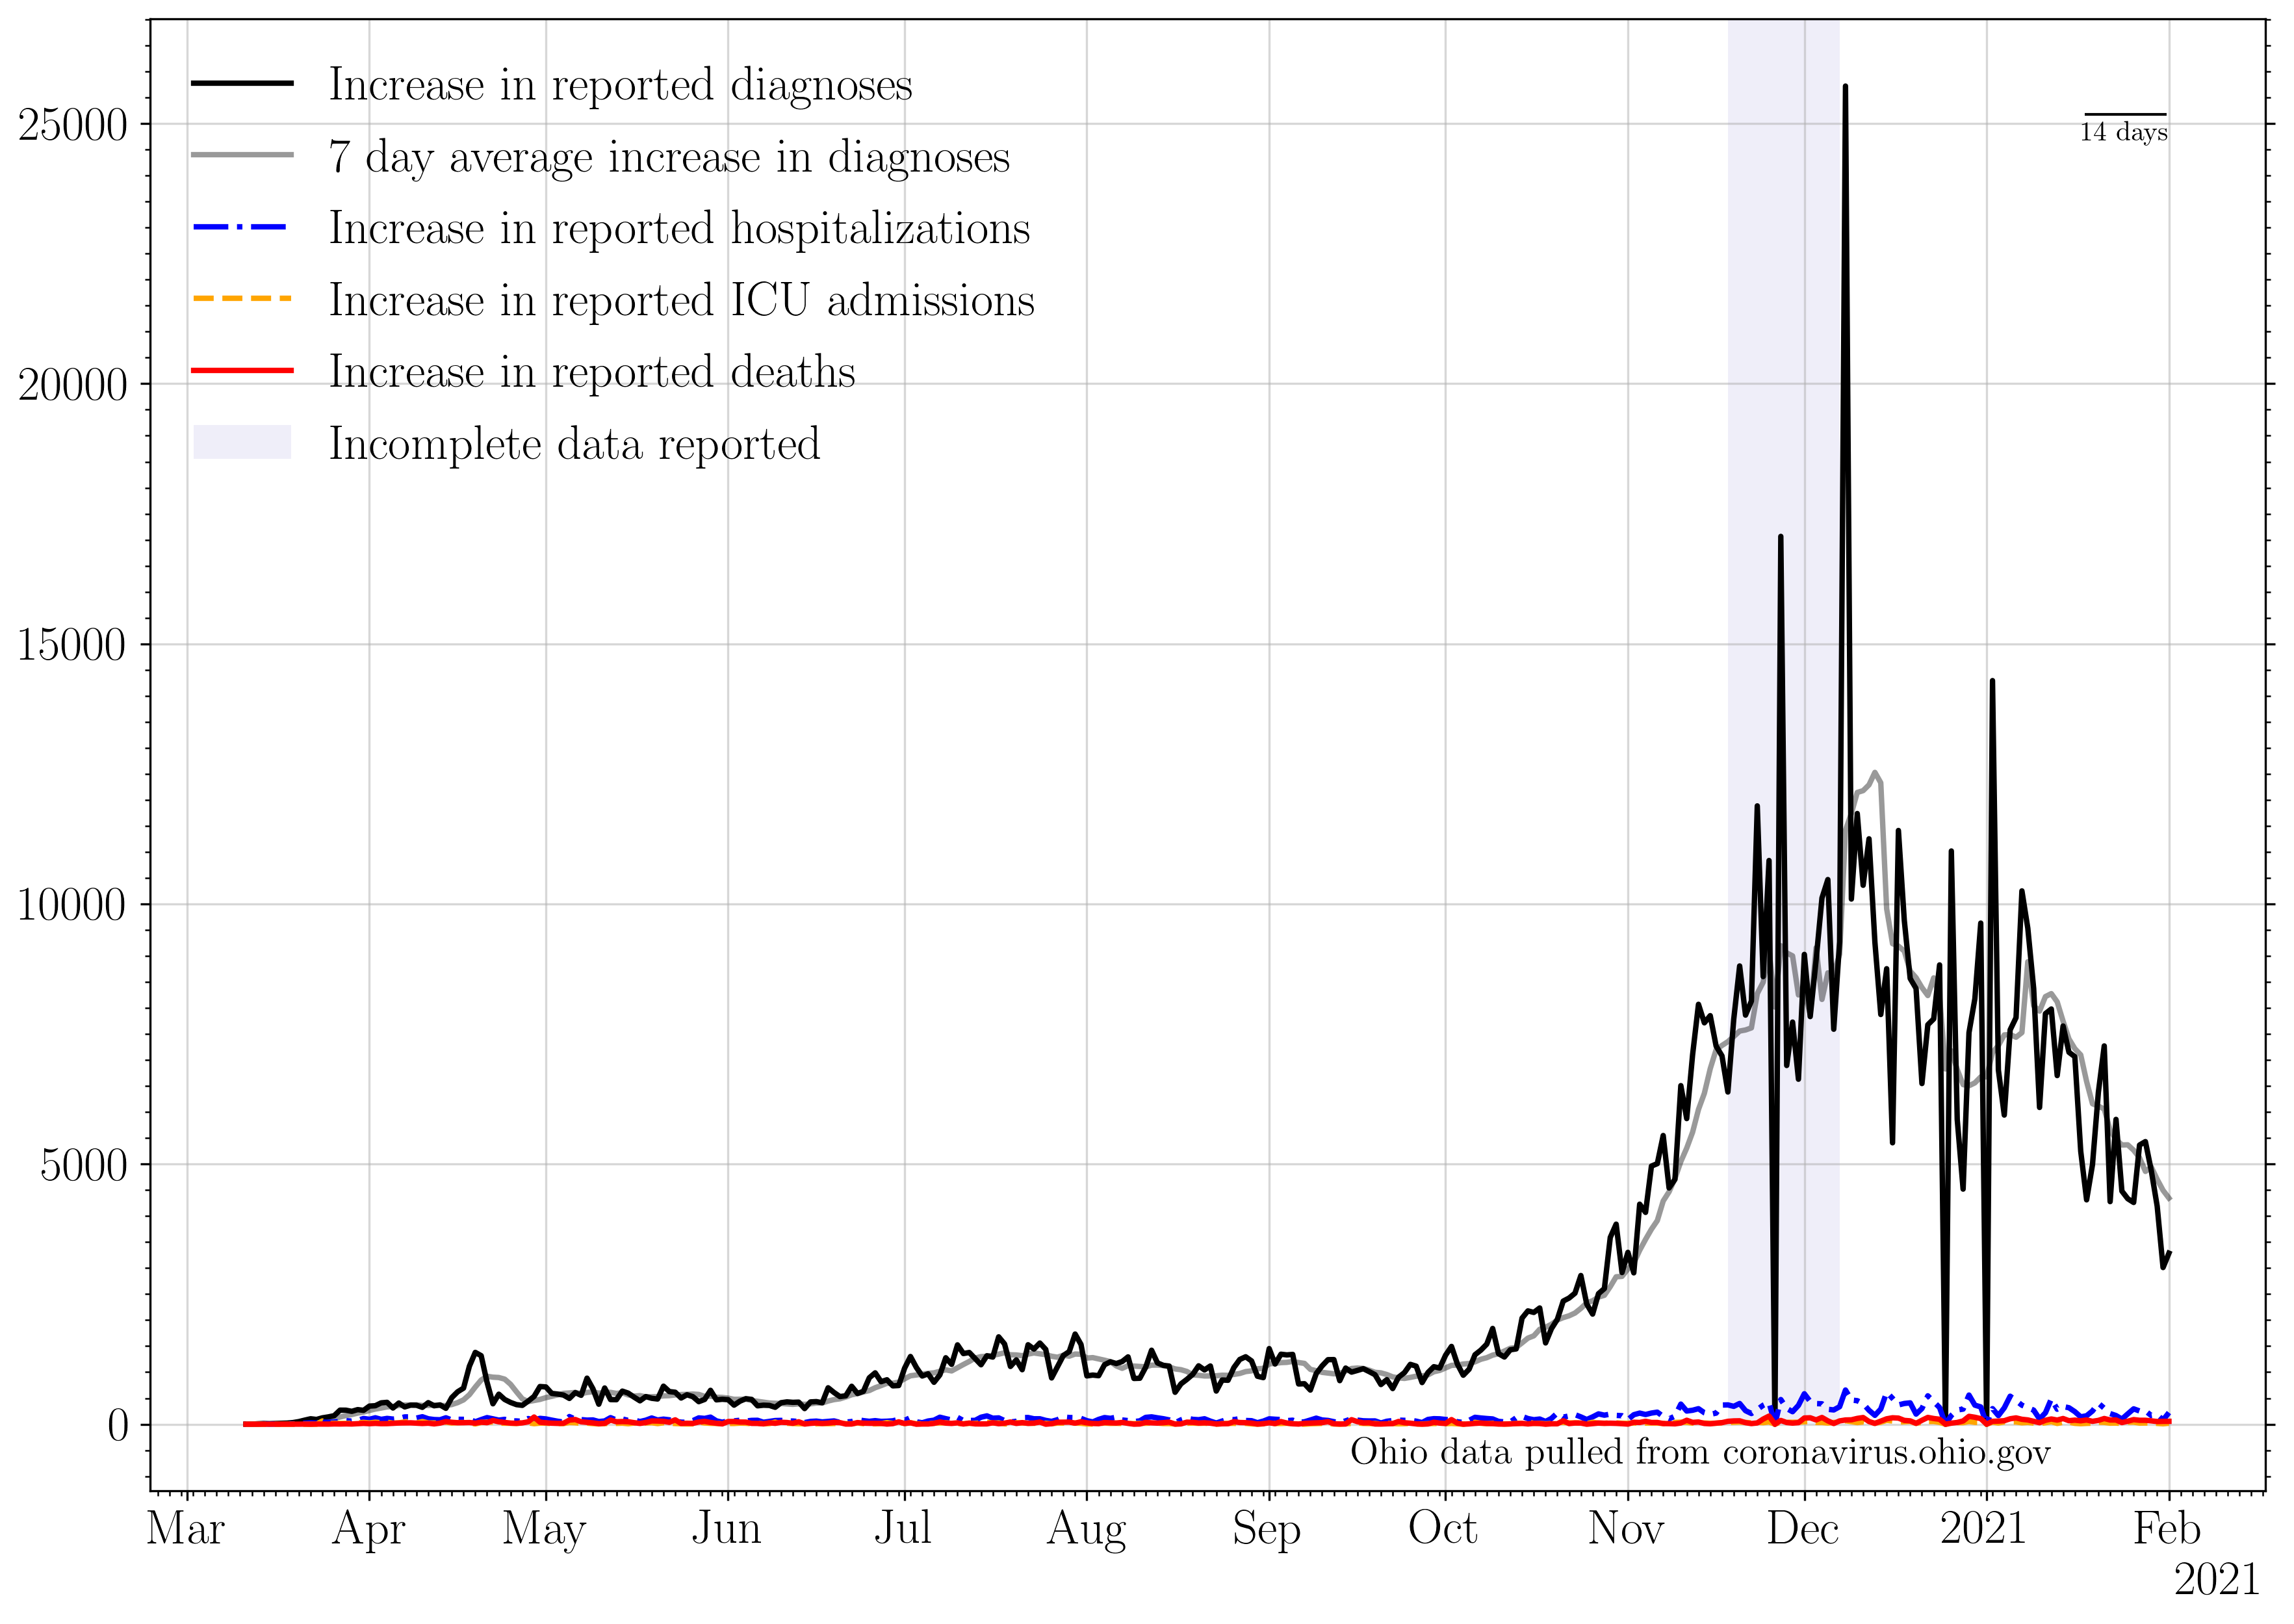 Increase in reported diagnoses
7 day average increase in diagnoses
Increase in reported hospitalizations
Increase in reported ICU admissions
Increase in reported deaths
Incomplete data reported
14 days
25000
20000
15000
10000
5000
0
Ohio data pulled from coronavirus.ohio.gov
Mar Apr May Jun Jul Aug Sep Oct Nov Dec 2021 Feb
2021